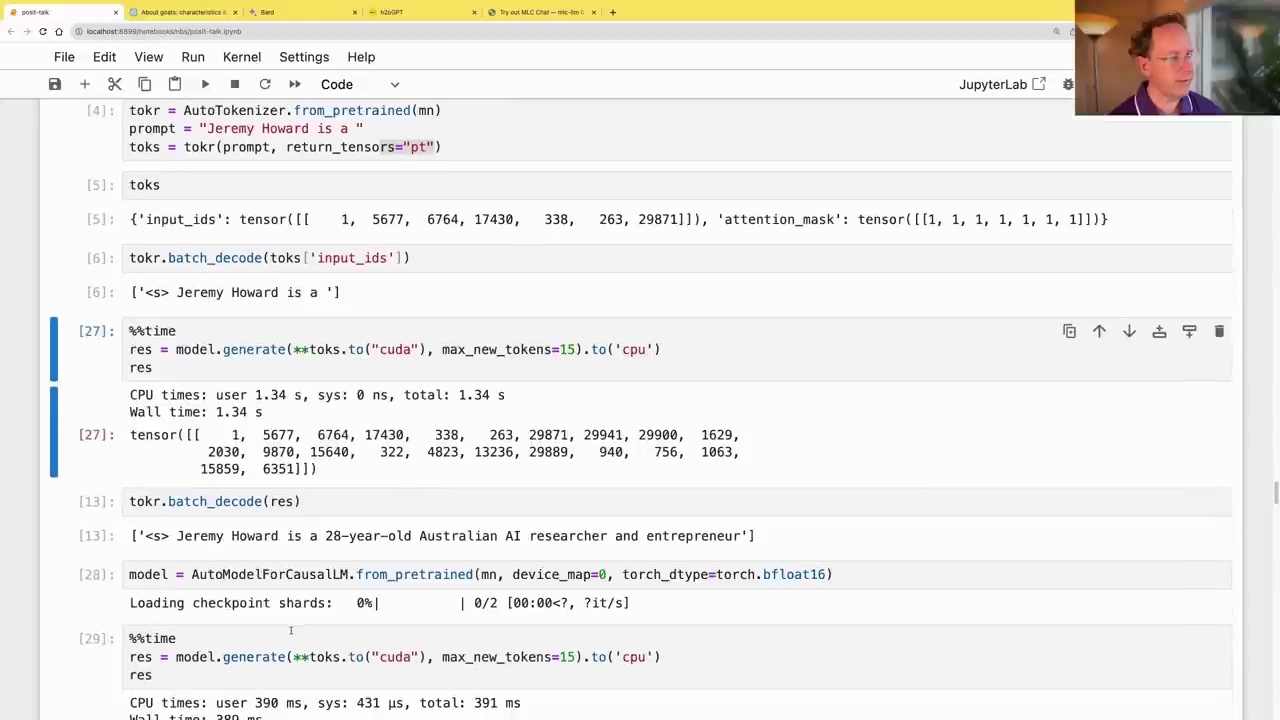 posit-talk
About goats: characteristics &
Bard
h2oGPT
Try out MLC Chat — mlc-llm
localhost:8899/notebooks/nbs/posit-talk.ipynb
File Edit View Run Kernel Settings Help
Code
JupyterLab
[4]: tokr = AutoTokenizer.from_pretrained(mn)
prompt = "Jeremy Howard is a "
toks = tokr(prompt, return_tensors="pt")
[5]: toks
[5]: {'input_ids': tensor([[    1,  5677,  6764, 17430,   338,   263, 29871]]), 'attention_mask': tensor([[1, 1, 1, 1, 1, 1, 1]])}
[6]: tokr.batch_decode(toks['input_ids'])
[6]: ['<s> Jeremy Howard is a ']
[27]: %%time
res = model.generate(**toks.to("cuda"), max_new_tokens=15).to('cpu')
res
CPU times: user 1.34 s, sys: 0 ns, total: 1.34 s
Wall time: 1.34 s
[27]: tensor([[    1,  5677,  6764, 17430,   338,   263, 29871, 29941, 29900,  1629,
2030,  9870, 15640,   322,  4823, 13236, 29889,   940,   756,  1063,
15859,  6351]])
[13]: tokr.batch_decode(res)
[13]: ['<s> Jeremy Howard is a 28-year-old Australian AI researcher and entrepreneur']
[28]: model = AutoModelForCausalLM.from_pretrained(mn, device_map=0, torch_dtype=torch.bfloat16)
Loading checkpoint shards:   0%|          | 0/2 [00:00<?, ?it/s]
[29]: %%time
res = model.generate(**toks.to("cuda"), max_new_tokens=15).to('cpu')
res
CPU times: user 390 ms, sys: 431 µs, total: 391 ms
Wall time: 389 ms